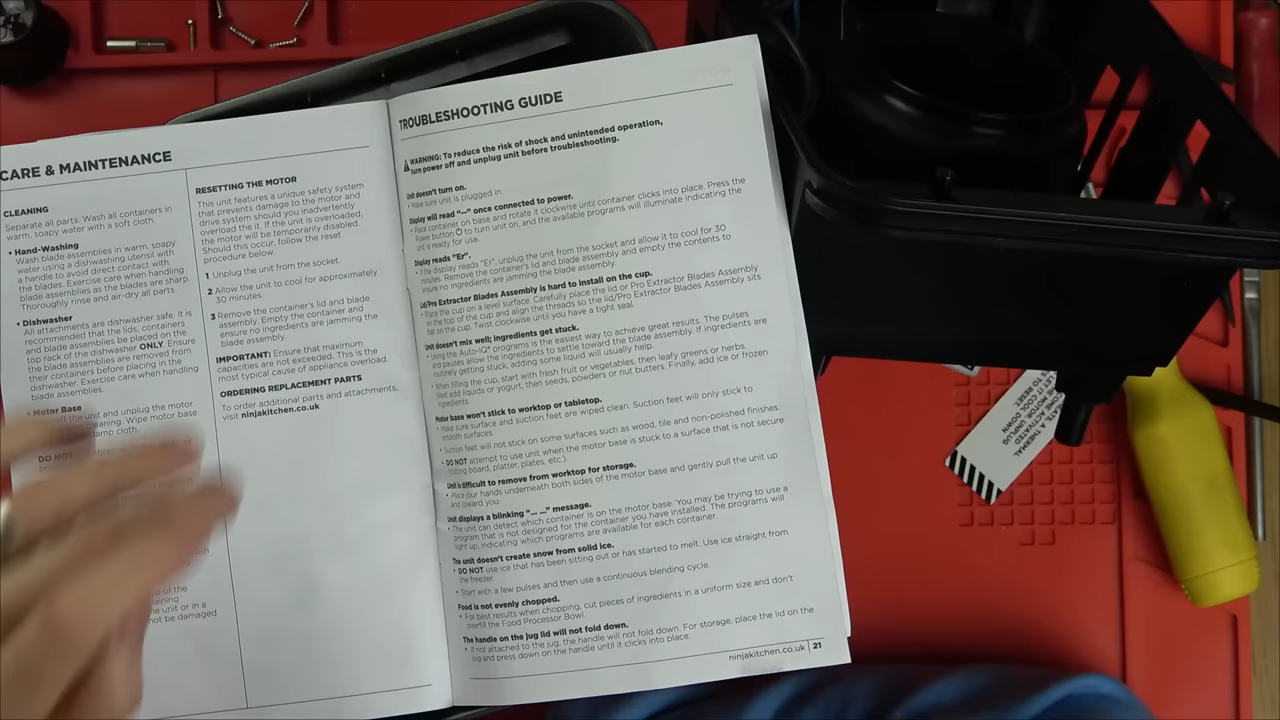 CARE & MAINTENANCE
CLEANING
Separate all parts. Wash all containers in
warm, soapy water with a soft cloth.
• Hand-Washing
Wash blade assemblies in warm, soapy
water using a dishwashing utensil with
a handle to avoid direct contact with
blades. Exercise care when handling
blade assemblies as the blades are sharp.
Thoroughly rinse and air-dry all parts.
• Dishwasher
All attachments are dishwasher safe. It is
recommended that the lids, containers
and blade assemblies be placed on the
top rack of the dishwasher ONLY. Ensure
the blade assemblies are removed from
their containers before placing in the
dishwasher. Exercise care when handling
blade assemblies.
• Motor Base
the unit and unplug the motor
cleaning. Wipe motor base
damp cloth.
DO NOT
with
p of the
aining
he unit or in a
not be damaged
RESETTING THE MOTOR
This unit features a unique safety system
that prevents damage to the motor and
drive system should you inadvertently
overload the it. If the unit is overloaded,
the motor will be temporarily disabled.
Should this occur, follow the reset
procedure below.
1 Unplug the unit from the socket.
2 Allow the unit to cool for approximately
30 minutes.
3 Remove the container's lid and blade
assembly. Empty the container and
ensure no ingredients are jamming the
blade assembly.
IMPORTANT: Ensure that maximum
capacities are not exceeded. This is the
most typical cause of appliance overload.
ORDERING REPLACEMENT PARTS
To order additional parts and attachments,
visit ninjakitchen.co.uk
TROUBLESHOOTING GUIDE
WARNING: To reduce the risk of shock and unintended operation,
turn power off and unplug unit before troubleshooting.
Unit doesn't turn on.
• Make sure unit is plugged in.
Display will read "--" once connected to power.
• Place container on base and rotate it clockwise until container clicks into place. Press the
Power button to turn unit on, and the available programs will illuminate indicating the
unit is ready for use.
Display reads "Er".
• If the display reads "Er", unplug the unit from the socket and allow it to cool for 30
minutes. Remove the container's lid and blade assembly and empty the contents to
ensure no ingredients are jamming the blade assembly.
Lid/Pro Extractor Blades Assembly is hard to install on the cup.
• Place the cup on a level surface. Carefully place the lid or Pro Extractor Blades Assembly
on the top of the cup and align the threads so the lid/Pro Extractor Blades Assembly sits
flat on the cup. Twist clockwise until you have a tight seal.
Unit doesn't mix well; ingredients get stuck.
• Using the Auto-iQ® programs is the easiest way to achieve great results. The pulses
and pauses allow the ingredients to settle toward the blade assembly. If ingredients are
routinely getting stuck, adding some liquid will usually help.
• When filling the cup, start with fresh fruit or vegetables, then leafy greens or herbs.
Next add liquids or yogurt, then seeds, powders or nut butters. Finally, add ice or frozen
ingredients.
Motor base won't stick to worktop or tabletop.
• Make sure surface and suction feet are wiped clean. Suction feet will only stick to
smooth surfaces.
• Suction feet will not stick on some surfaces such as wood, tile and non-polished finishes.
• DO NOT attempt to use unit when the motor base is stuck to a surface that is not secure
(cutting board, platter, plates, etc.).
Unit is difficult to remove from worktop for storage.
• Place your hands underneath both sides of the motor base and gently pull the unit up
and toward you.
Unit displays a blinking "-- --" message.
• The unit can detect which container is on the motor base. You may be trying to use a
program that is not designed for the container you have installed. The programs will
light up, indicating which programs are available for each container.
The unit doesn't create snow from solid ice.
• DO NOT use ice that has been sitting out or has started to melt. Use ice straight from
the freezer.
• Start with a few pulses and then use a continuous blending cycle.
Food is not evenly chopped.
• For best results when chopping, cut pieces of ingredients in a uniform size and don't
overfill the Food Processor Bowl.
The handle on the jug lid will not fold down.
• If not attached to the jug, the handle will not fold down. For storage, place the lid on the
jug and press down on the handle until it clicks into place.
ninjakitchen.co.uk 21